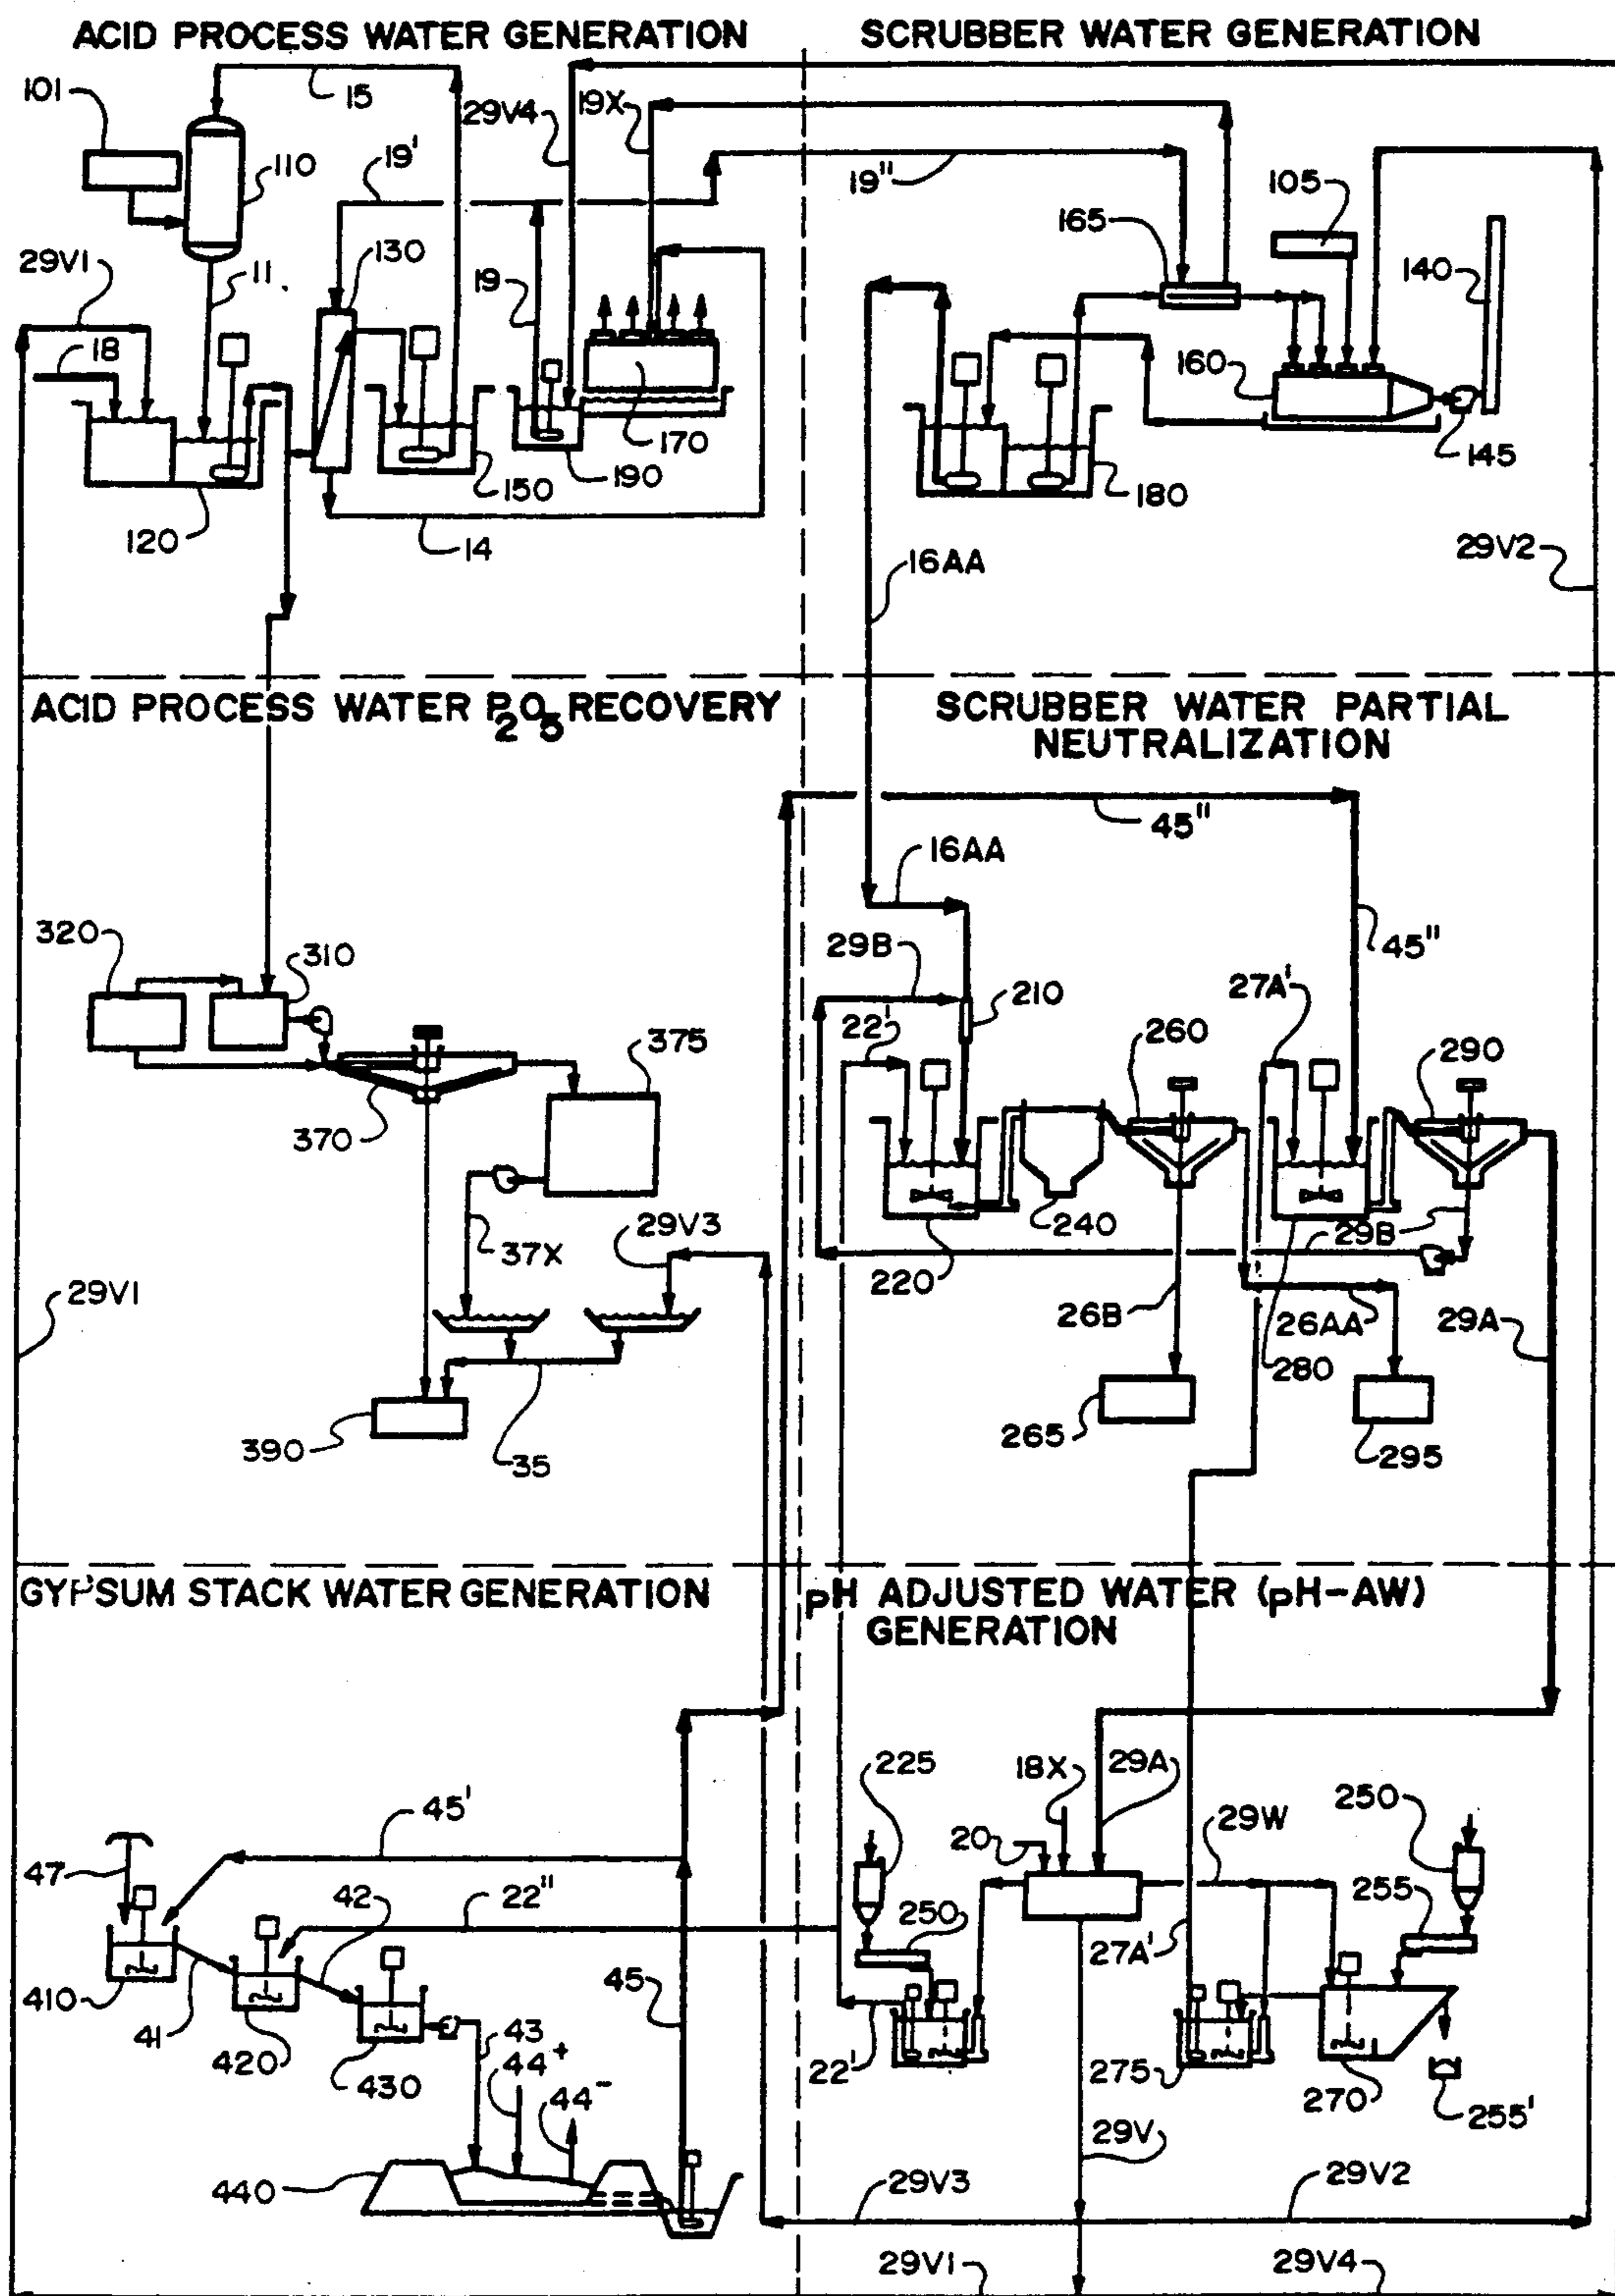 ACID PROCESS WATER GENERATION
SCRUBBER WATER GENERATION
101
15
29V4
19X
110
19'
19"
105
165
29V1
130
140
11
19
18
160
170
145
150
190
180
120
14
16AA
29V2
ACID PROCESS WATER P2O5 RECOVERY
SCRUBBER WATER PARTIAL
NEUTRALIZATION
45"
16AA
320
29B
45"
310
27A'
210
22'
260
375
290
370
240
29V3
29B
37X
220
29V1
26B
26AA
29A
280
390
265
35
295
GYPSUM STACK WATER GENERATION
pH ADJUSTED WATER (pH-AW)
GENERATION
225
18X
29A
45'
250
29W
20
47
42
22"
255
250
27A'
45
410
41
43
420
44+
430
22'
275
44-
270
255'
29V
440
29V3
29V2
29V1
29V4